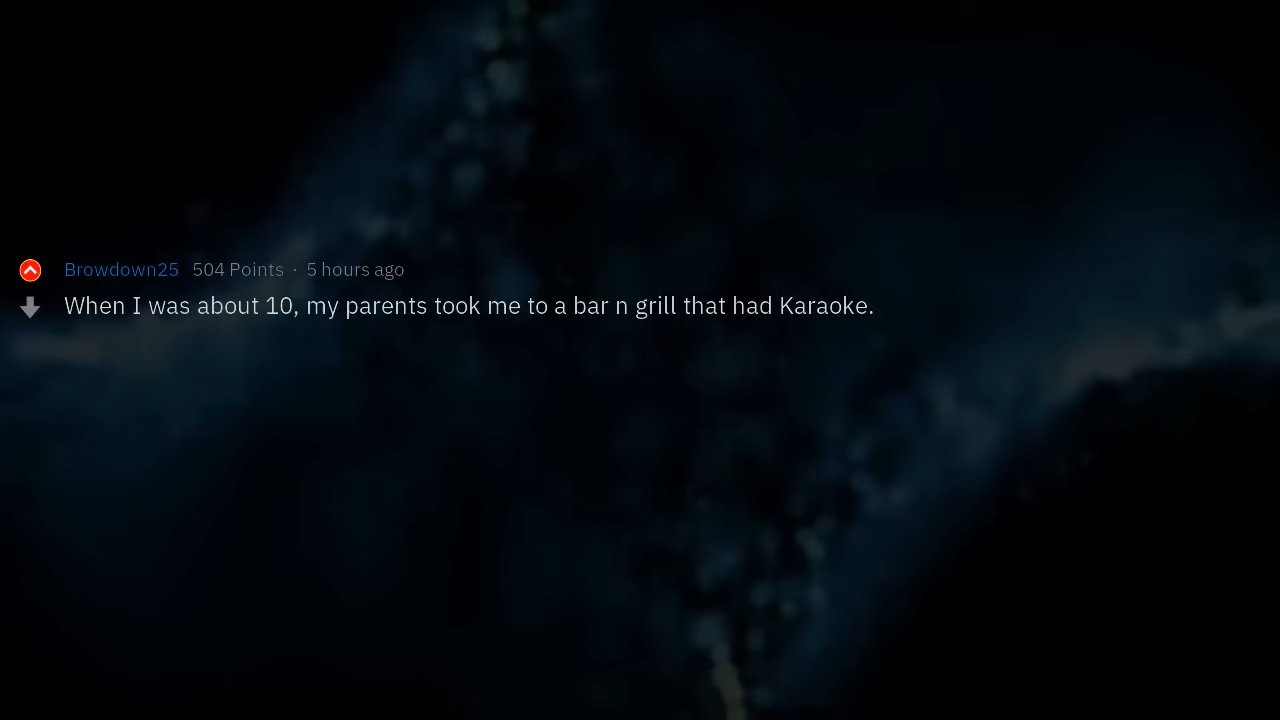 Browdown25 504 Points · 5 hours ago
When I was about 10, my parents took me to a bar n grill that had Karaoke.